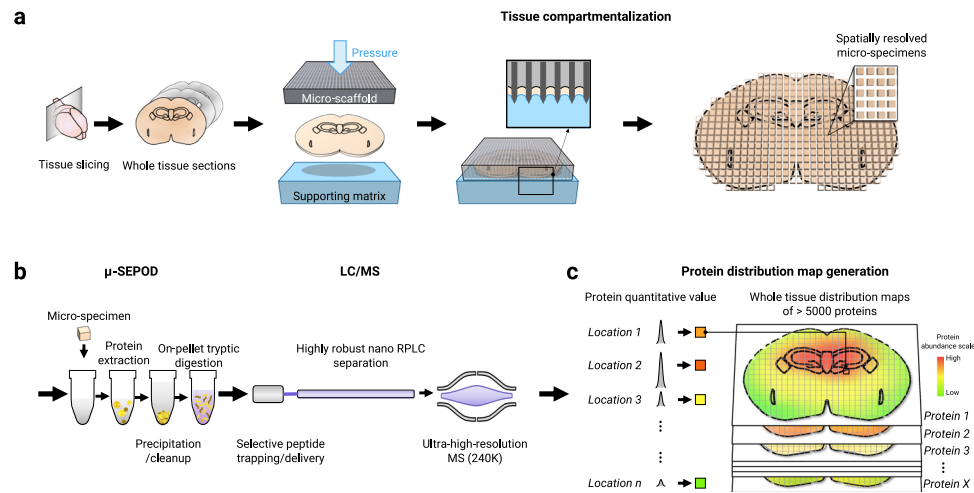 a
Tissue compartmentalization
Pressure
Micro-scaffold
Spatially resolved
micro-specimens
Tissue slicing
Whole tissue sections
Supporting matrix
b
µ-SEPOD
LC/MS
Micro-specimen
Protein
extraction
On-pellet tryptic
digestion
Highly robust nano RPLC
separation
Precipitation
/cleanup
Selective peptide
trapping/delivery
Ultra-high-resolution
MS (240K)
c
Protein distribution map generation
Protein quantitative value
Whole tissue distribution maps
of > 5000 proteins
Location 1
Location 2
Location 3
⋮
⋮
Location n
Protein
abundance scale
High
Low
Protein 1
Protein 2
Protein 3
⋮
Protein X